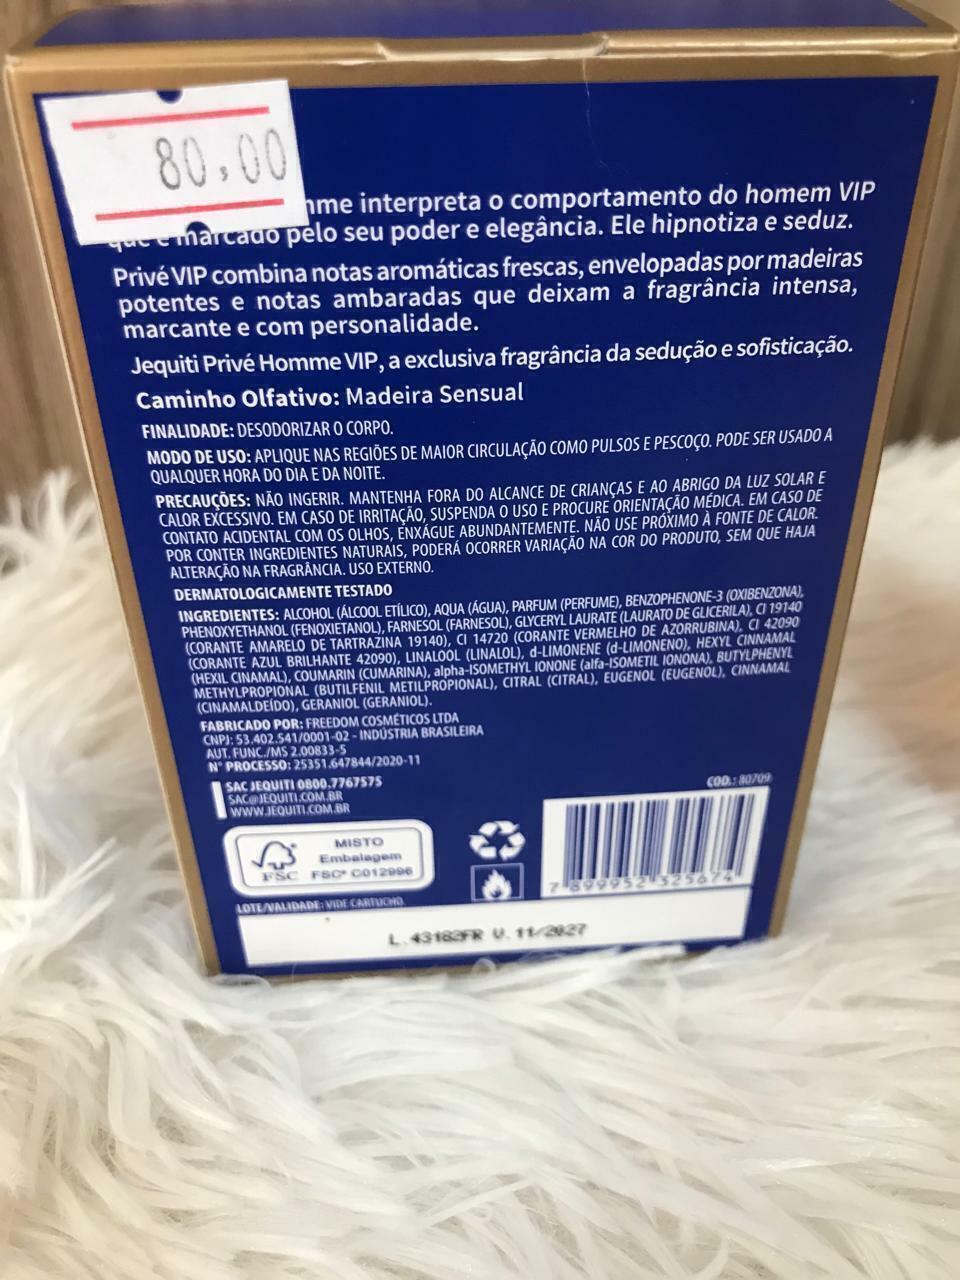 80,00
mme interpreta o comportamento do homem VIP
que é marcado pelo seu poder e elegância. Ele hipnotiza e seduz.
Privé VIP combina notas aromáticas frescas, envelopadas por madeiras
potentes e notas ambaradas que deixam a fragrância intensa,
marcante e com personalidade.
Jequiti Privé Homme VIP, a exclusiva fragrância da sedução e sofisticação.
Caminho Olfativo: Madeira Sensual
FINALIDADE: DESODORIZAR O CORPO.
MODO DE USO: APLIQUE NAS REGIÕES DE MAIOR CIRCULAÇÃO COMO PULSOS E PESCOÇO. PODE SER USADO A
QUALQUER HORA DO DIA E DA NOITE.
PRECAUÇÕES: NÃO INGERIR. MANTENHA FORA DO ALCANCE DE CRIANÇAS E AO ABRIGO DA LUZ SOLAR E
CALOR EXCESSIVO. EM CASO DE IRRITAÇÃO, SUSPENDA O USO E PROCURE ORIENTAÇÃO MÉDICA. EM CASO DE
CONTATO ACIDENTAL COM OS OLHOS, ENXÁGUE ABUNDANTEMENTE. NÃO USE PRÓXIMO À FONTE DE CALOR.
POR CONTER INGREDIENTES NATURAIS, PODERÁ OCORRER VARIAÇÃO NA COR DO PRODUTO, SEM QUE HAJA
ALTERAÇÃO NA FRAGRÂNCIA. USO EXTERNO.
DERMATOLOGICAMENTE TESTADO
INGREDIENTES: ALCOHOL (ÁLCOOL ETÍLICO), AQUA (ÁGUA), PARFUM (PERFUME), BENZOPHENONE-3 (OXIBENZONA),
PHENOXYETHANOL (FENOXIETANOL), FARNESOL (FARNESOL), GLYCERYL LAURATE (LAURATO DE GLICERILA), CI 19140
(CORANTE AMARELO DE TARTRAZINA 19140), CI 14720 (CORANTE VERMELHO DE AZORRUBINA), CI 42090
(CORANTE AZUL BRILHANTE 42090), LINALOOL (LINALOL), d-LIMONENE (d-LIMONENO), HEXYL CINNAMAL
(HEXIL CINAMAL), COUMARIN (CUMARINA), alpha-ISOMETHYL IONONE (alfa-ISOMETIL IONONA), BUTYLPHENYL
METHYLPROPIONAL (BUTILFENIL METILPROPIONAL), CITRAL (CITRAL), EUGENOL (EUGENOL), CINNAMAL
(CINAMALDEÍDO), GERANIOL (GERANIOL).
FABRICADO POR: FREEDOM COSMÉTICOS LTDA
CNPJ: 53.402.541/0001-02 - INDÚSTRIA BRASILEIRA
AUT. FUNC./MS 2.00833-5
N° PROCESSO: 25351.647844/2020-11
SAC JEQUITI 0800.7767575
SAC@JEQUITI.COM.BR
WWW.JEQUITI.COM.BR
COD.: 80709
MISTO
Embalagem
FSC FSC® C012996
7 899952 325674
LOTE/VALIDADE: VIDE CARTUCHO.
L.43182FR V.11/2027